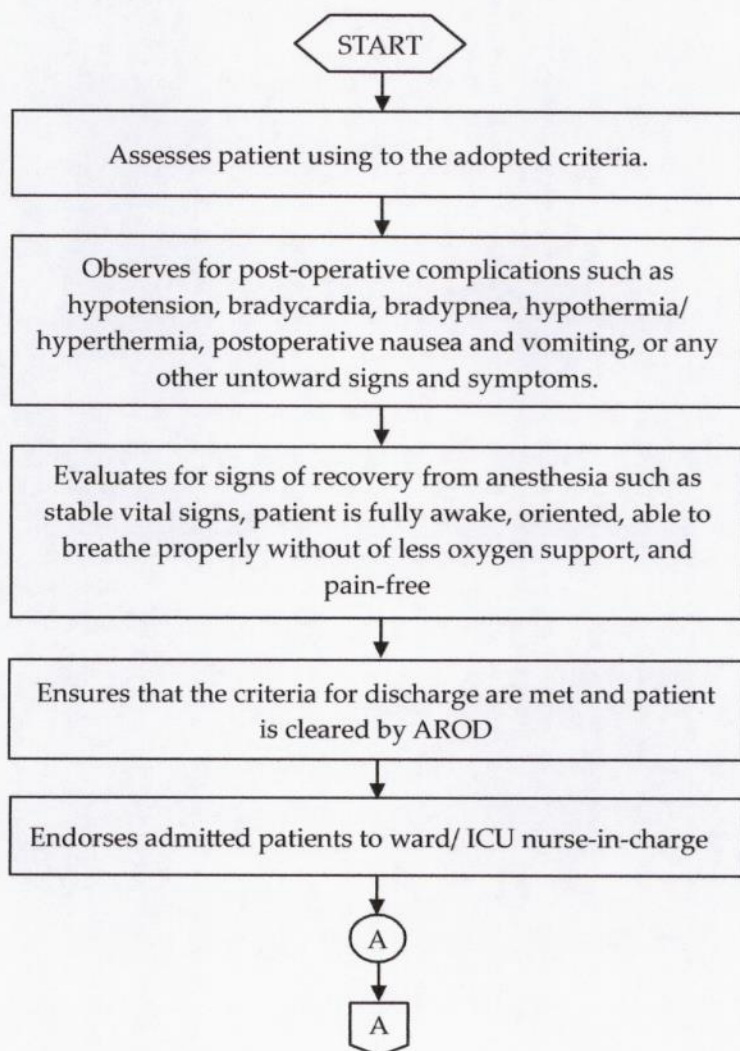 START
Assesses patient using to the adopted criteria.
Observes for post-operative complications such as
hypotension, bradycardia, bradypnea, hypothermia/
hyperthermia, postoperative nausea and vomiting, or any
other untoward signs and symptoms.
Evaluates for signs of recovery from anesthesia such as
stable vital signs, patient is fully awake, oriented, able to
breathe properly without of less oxygen support, and
pain-free
Ensures that the criteria for discharge are met and patient
is cleared by AROD
Endorses admitted patients to ward/ ICU nurse-in-charge
A
A